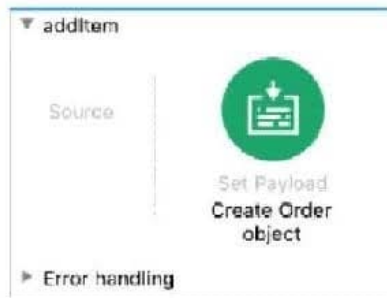 addItem
Source
Set Payload
Create Order
object
Error handling